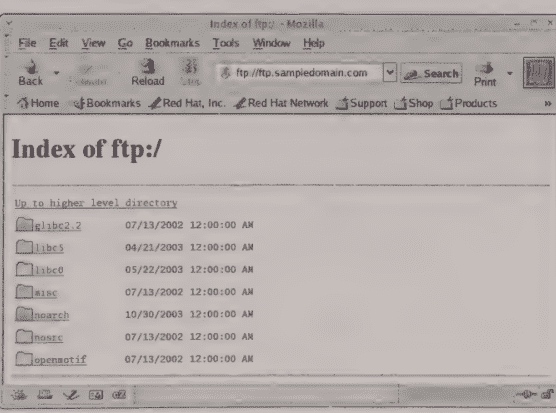 Index of ftp:/ - Mozilla
File Edit View Go Bookmarks Tools Window Help
Back Reload ftp://ftp.sampledomain.com Search Print
Home Bookmarks Red Hat, Inc. Red Hat Network Support Shop Products »
Index of ftp:/
Up to higher level directory
glibc2.2 07/13/2002 12:00:00 AM
libc5 04/21/2003 12:00:00 AM
libc6 05/22/2003 12:00:00 AM
misc 07/13/2002 12:00:00 AM
noarch 10/30/2003 12:00:00 AM
nosrc 07/13/2002 12:00:00 AM
openmotif 07/13/2002 12:00:00 AM